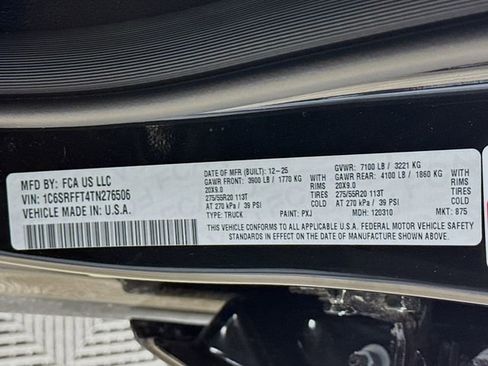 MFD BY: FCA US LLC
DATE OF MFR (BUILT): 12-25
GVWR: 7100 LB / 3221 KG
VIN: 1C6SRFFT4TN276506
GAWR FRONT: 3900 LB / 1770 KG
GAWR REAR: 4100 LB / 1860 KG
VEHICLE MADE IN: U.S.A.
20X9.0 TIRES
20X9.0 TIRES
275/55R20 113T RIMS
275/55R20 113T RIMS
AT 270 kPa / 39 PSI COLD
AT 270 kPa / 39 PSI COLD
TYPE: TRUCK PAINT: PXJ MDH: 120310 MKT: 875
THIS VEHICLE CONFORMS TO ALL APPLICABLE U.S.A. FEDERAL MOTOR VEHICLE SAFETY
STANDARDS IN EFFECT ON THE DATE OF MANUFACTURE SHOWN ABOVE.